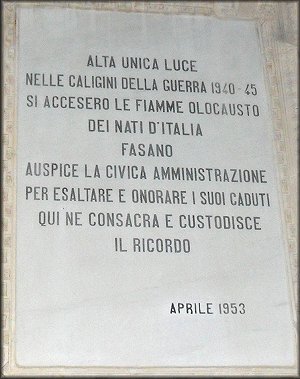 ALTA UNICA LUCE
NELLE CALIGINI DELLA GUERRA 1940-45
SI ACCESERO LE FIAMME OLOCAUSTO
DEI NATI D'ITALIA
FASANO
AUSPICE LA CIVICA AMMINISTRAZIONE
PER ESALTARE E ONORARE I SUOI CADUTI
QUI NE CONSACRA E CUSTODISCE
IL RICORDO
APRILE 1953